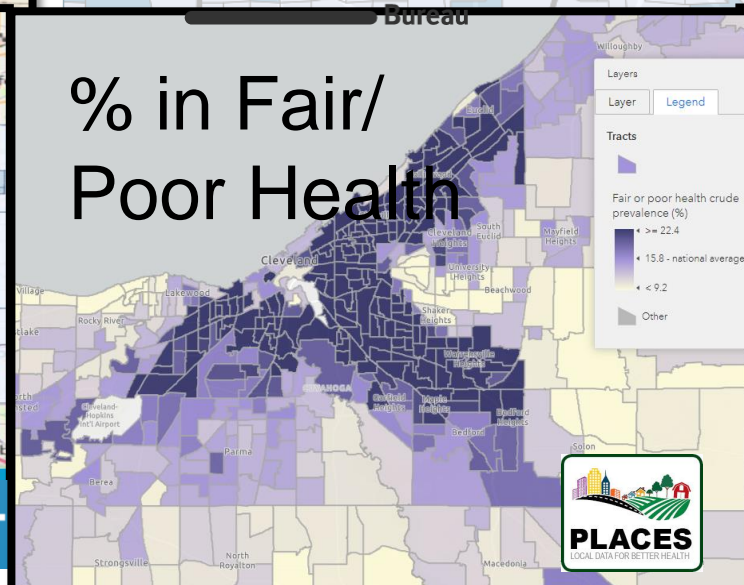 Bureau
% in Fair/
Poor Health
Willoughby
Layers
Layer Legend
Tracts
Fair or poor health crude
prevalence (%)
>= 22.4
15.8 - national average
< 9.2
Other
Euclid
Cleveland
Heights
South
Euclid
Mayfield
Heights
Cleveland
University
Heights
Beachwood
Village
Lakewood
Rocky River
Shaker
Heights
Warrensville
Heights
CUYAHOGA
Garfield
Heights
Maple
Heights
Bedford
Heights
Cleveland-
Hopkins
Int'l Airport
Bedford
Parma
Solon
Berea
Strongsville
North
Royalton
Macedonia
PLACES
LOCAL DATA FOR BETTER HEALTH